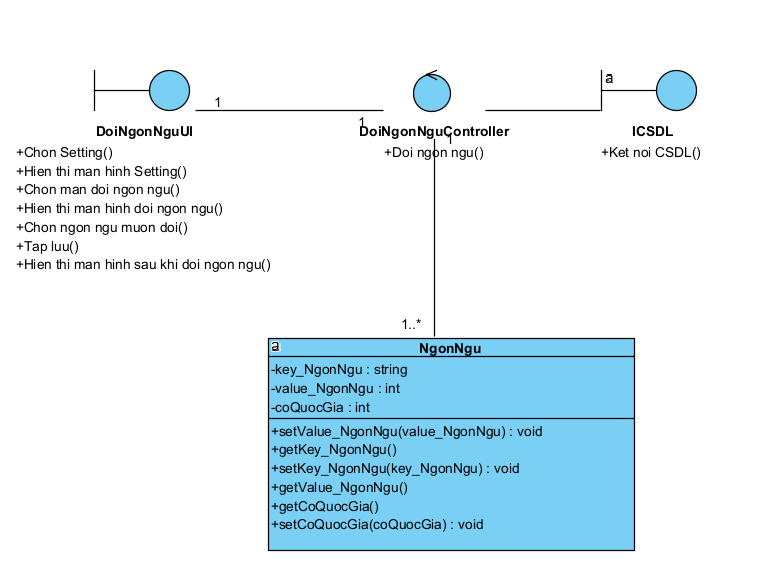 a
1
1
DoiNgonNguUI
DoiNgonNguController
ICSDL
1
+Chon Setting()
+Hien thi man hinh Setting()
+Chon man doi ngon ngu()
+Hien thi man hinh doi ngon ngu()
+Chon ngon ngu muon doi()
+Tap luu()
+Hien thi man hinh sau khi doi ngon ngu()
+Doi ngon ngu()
+Ket noi CSDL()
1..*
a
NgonNgu
-key_NgonNgu : string
-value_NgonNgu : int
-coQuocGia : int
+setValue_NgonNgu(value_NgonNgu) : void
+getKey_NgonNgu()
+setKey_NgonNgu(key_NgonNgu) : void
+getValue_NgonNgu()
+getCoQuocGia()
+setCoQuocGia(coQuocGia) : void